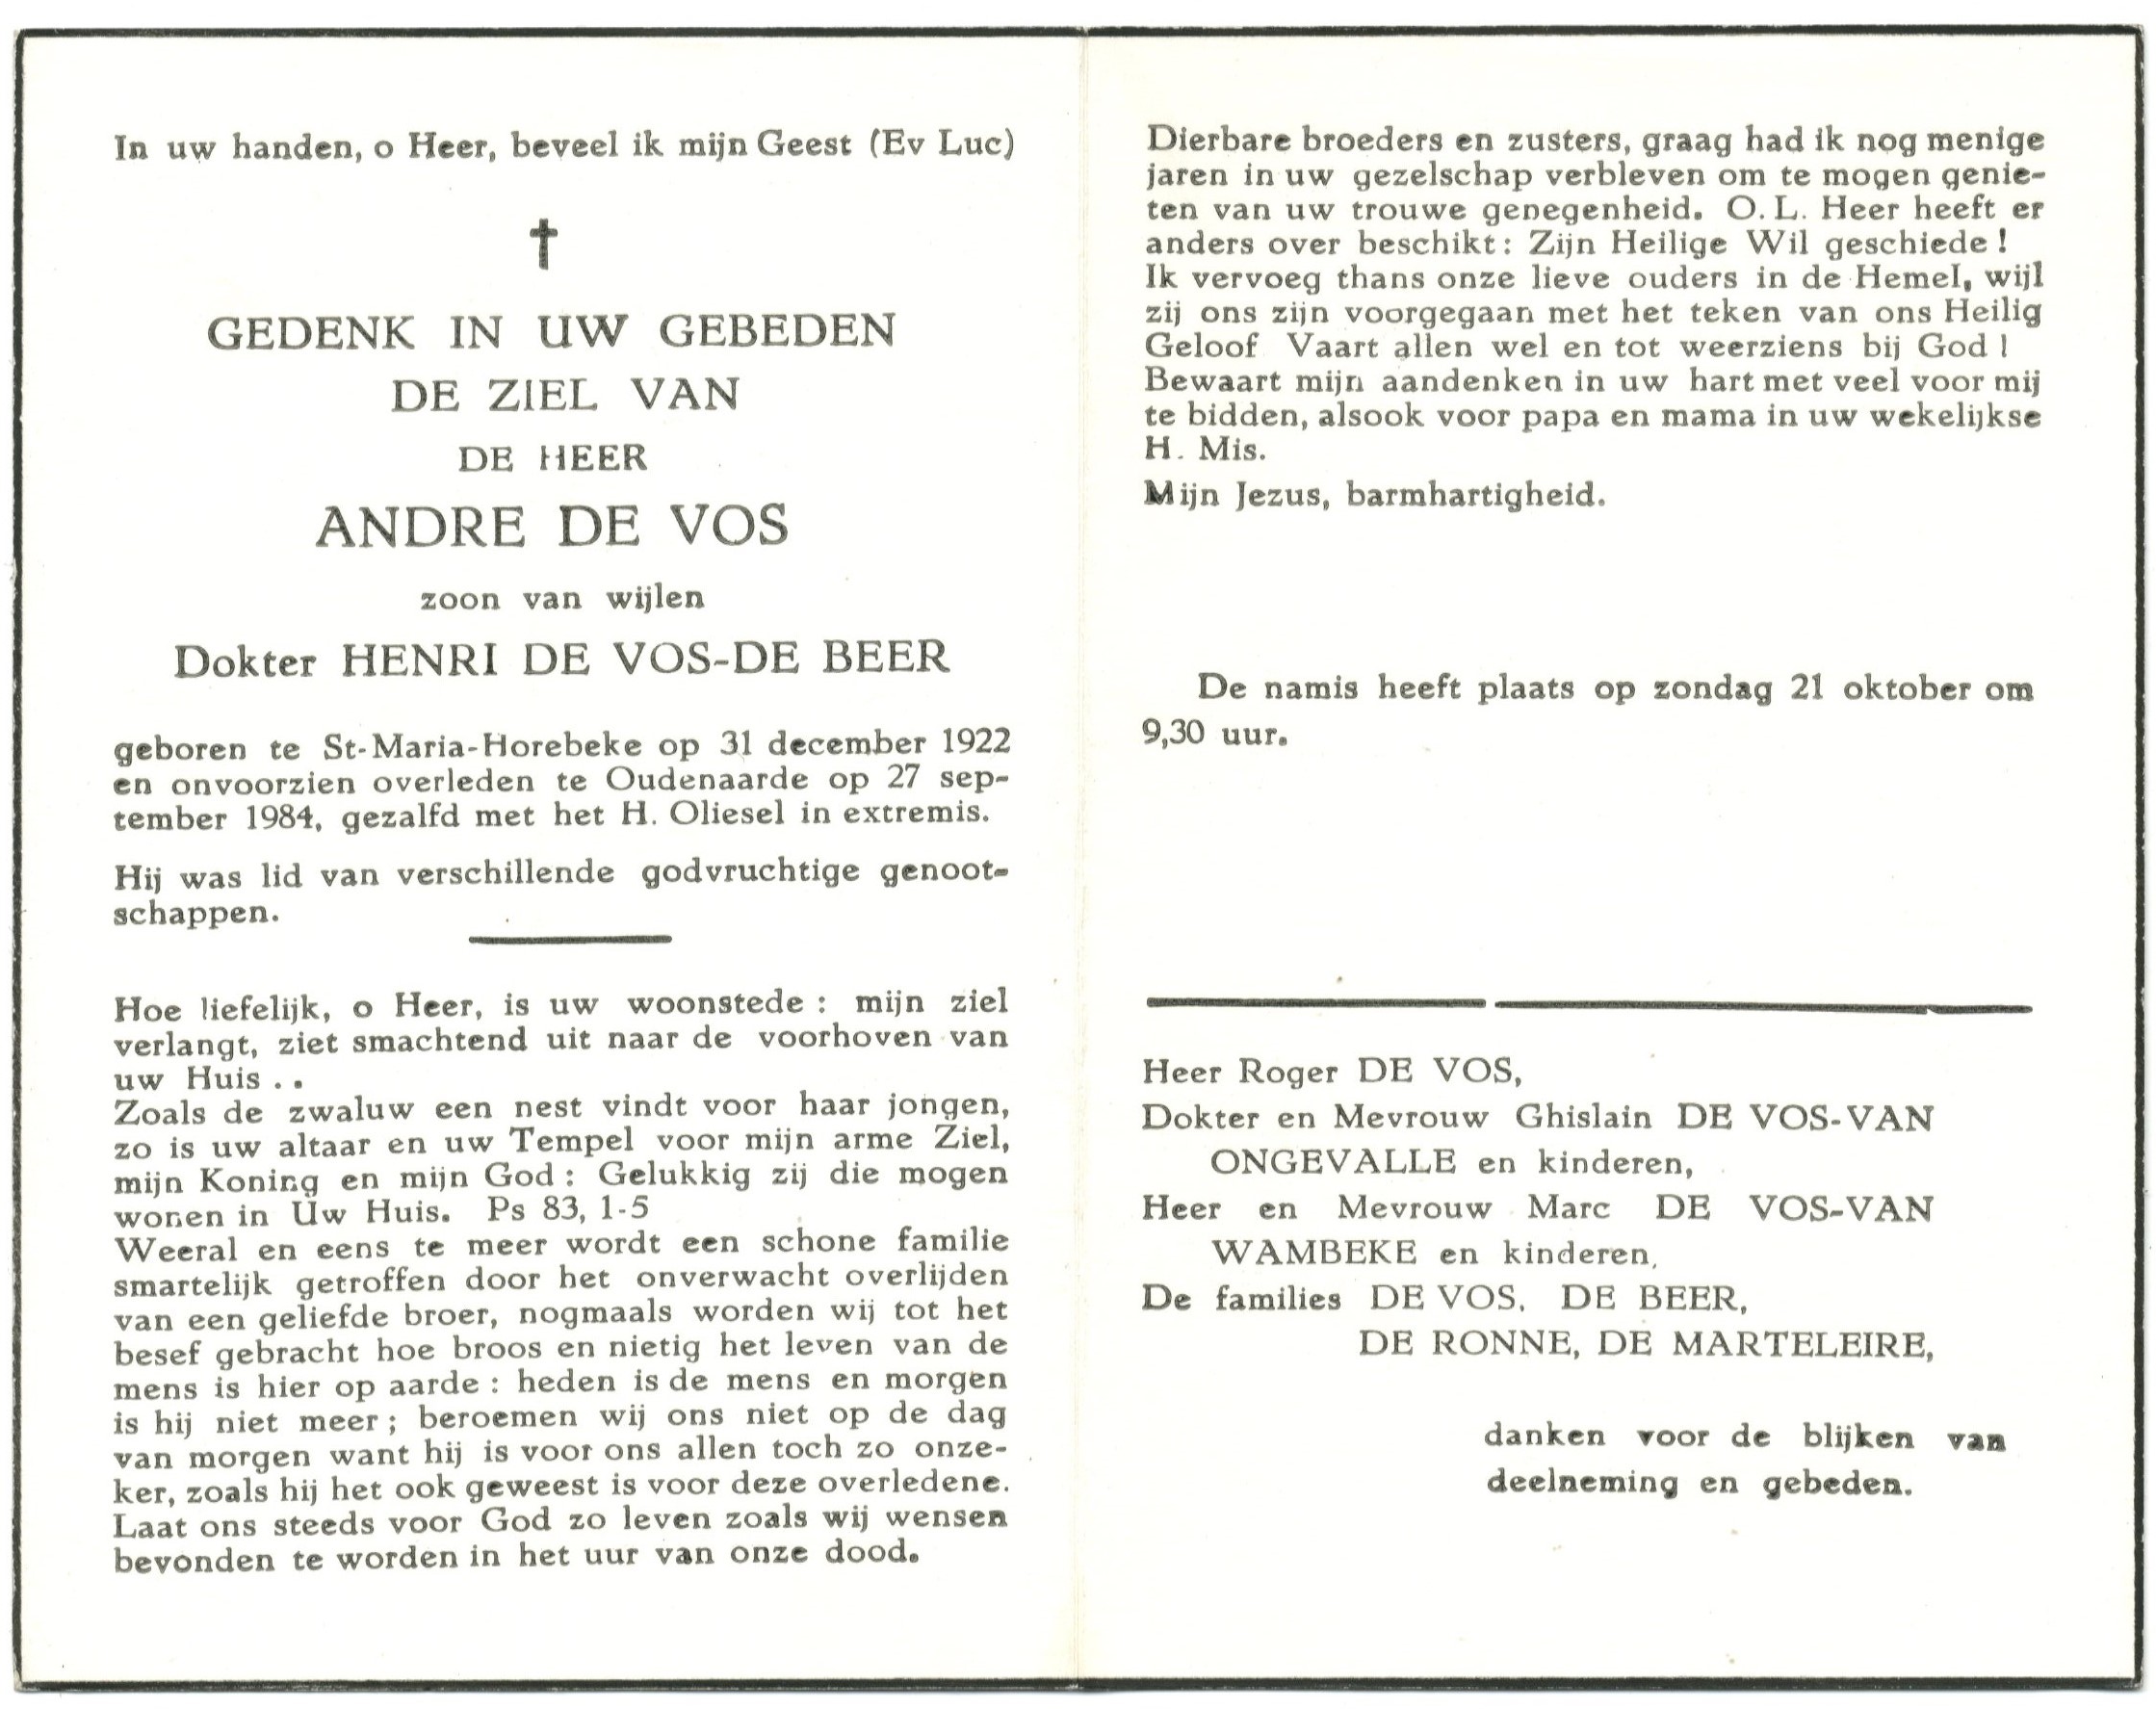 In uw handen, o Heer, beveel ik mijn Geest (Ev Luc)
GEDENK IN UW GEBEDEN
DE ZIEL VAN
DE HEER
ANDRE DE VOS
zoon van wijlen
Dokter HENRI DE VOS-DE BEER
geboren te St-Maria-Horebeke op 31 december 1922
en onvoorzien overleden te Oudenaarde op 27 sep-
tember 1984, gezalfd met het H. Oliesel in extremis.
Hij was lid van verschillende godvruchtige genoot-
schappen.
Hoe liefelijk, o Heer, is uw woonstede : mijn ziel
verlangt, ziet smachtend uit naar de voorhoven van
uw Huis . .
Zoals de zwaluw een nest vindt voor haar jongen,
zo is uw altaar en uw Tempel voor mijn arme Ziel,
mijn Koning en mijn God : Gelukkig zij die mogen
wonen in Uw Huis. Ps 83, 1-5
Weeral en eens te meer wordt een schone familie
smartelijk getroffen door het onverwacht overlijden
van een geliefde broer, nogmaals worden wij tot het
besef gebracht hoe broos en nietig het leven van de
mens is hier op aarde : heden is de mens en morgen
is hij niet meer ; beroemen wij ons niet op de dag
van morgen want hij is voor ons allen toch zo onze-
ker, zoals hij het ook geweest is voor deze overledene.
Laat ons steeds voor God zo leven zoals wij wensen
bevonden te worden in het uur van onze dood.
Dierbare broeders en zusters, graag had ik nog menige
jaren in uw gezelschap verbleven om te mogen genie-
ten van uw trouwe genegenheid. O. L. Heer heeft er
anders over beschikt : Zijn Heilige Wil geschiede !
Ik vervoeg thans onze lieve ouders in de Hemel, wijl
zij ons zijn voorgegaan met het teken van ons Heilig
Geloof Vaart allen wel en tot weerziens bij God !
Bewaart mijn aandenken in uw hart met veel voor mij
te bidden, alsook voor papa en mama in uw wekelijkse
H. Mis.
Mijn Jezus, barmhartigheid.
De namis heeft plaats op zondag 21 oktober om
9,30 uur.
Heer Roger DE VOS,
Dokter en Mevrouw Ghislain DE VOS-VAN
ONGEVALLE en kinderen,
Heer en Mevrouw Marc DE VOS-VAN
WAMBEKE en kinderen,
De families DE VOS, DE BEER,
DE RONNE, DE MARTELEIRE,
danken voor de blijken van
deelneming en gebeden.